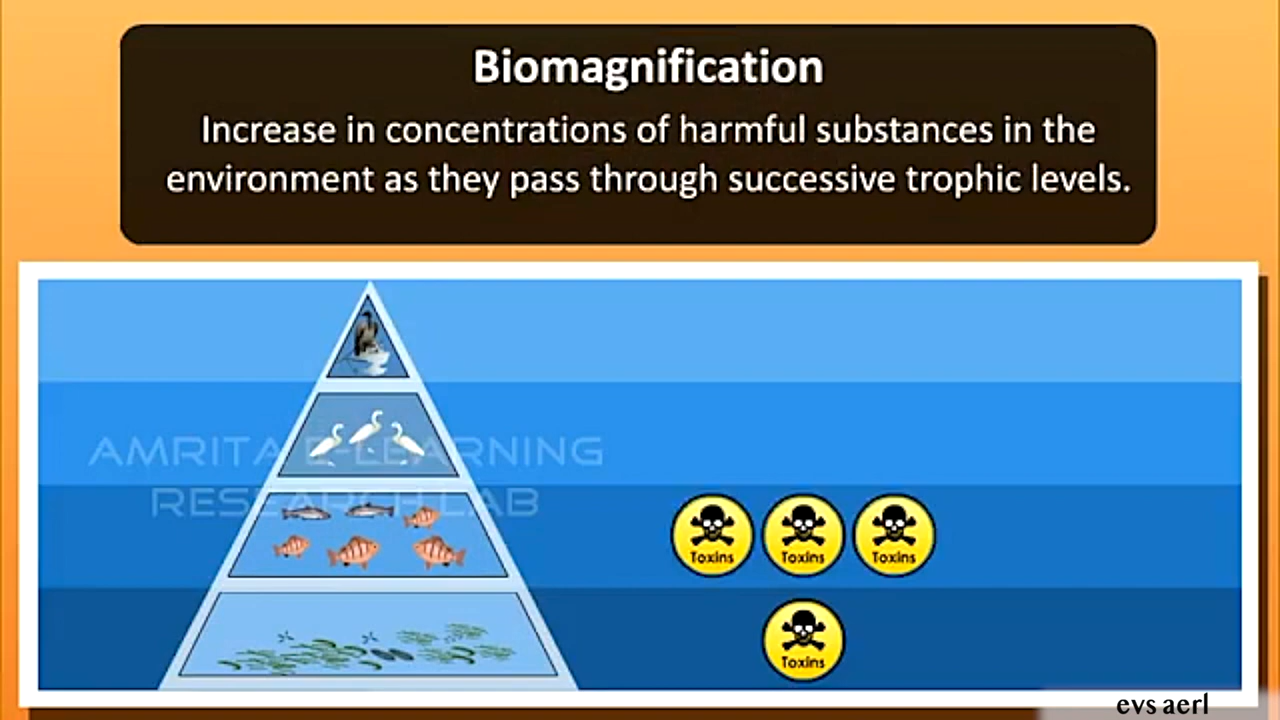 Biomagnification
Increase in concentrations of harmful substances in the
environment as they pass through successive trophic levels.
AMRITA E-LEARNING
RESEARCH LAB
Toxins Toxins Toxins
Toxins
evs aerl